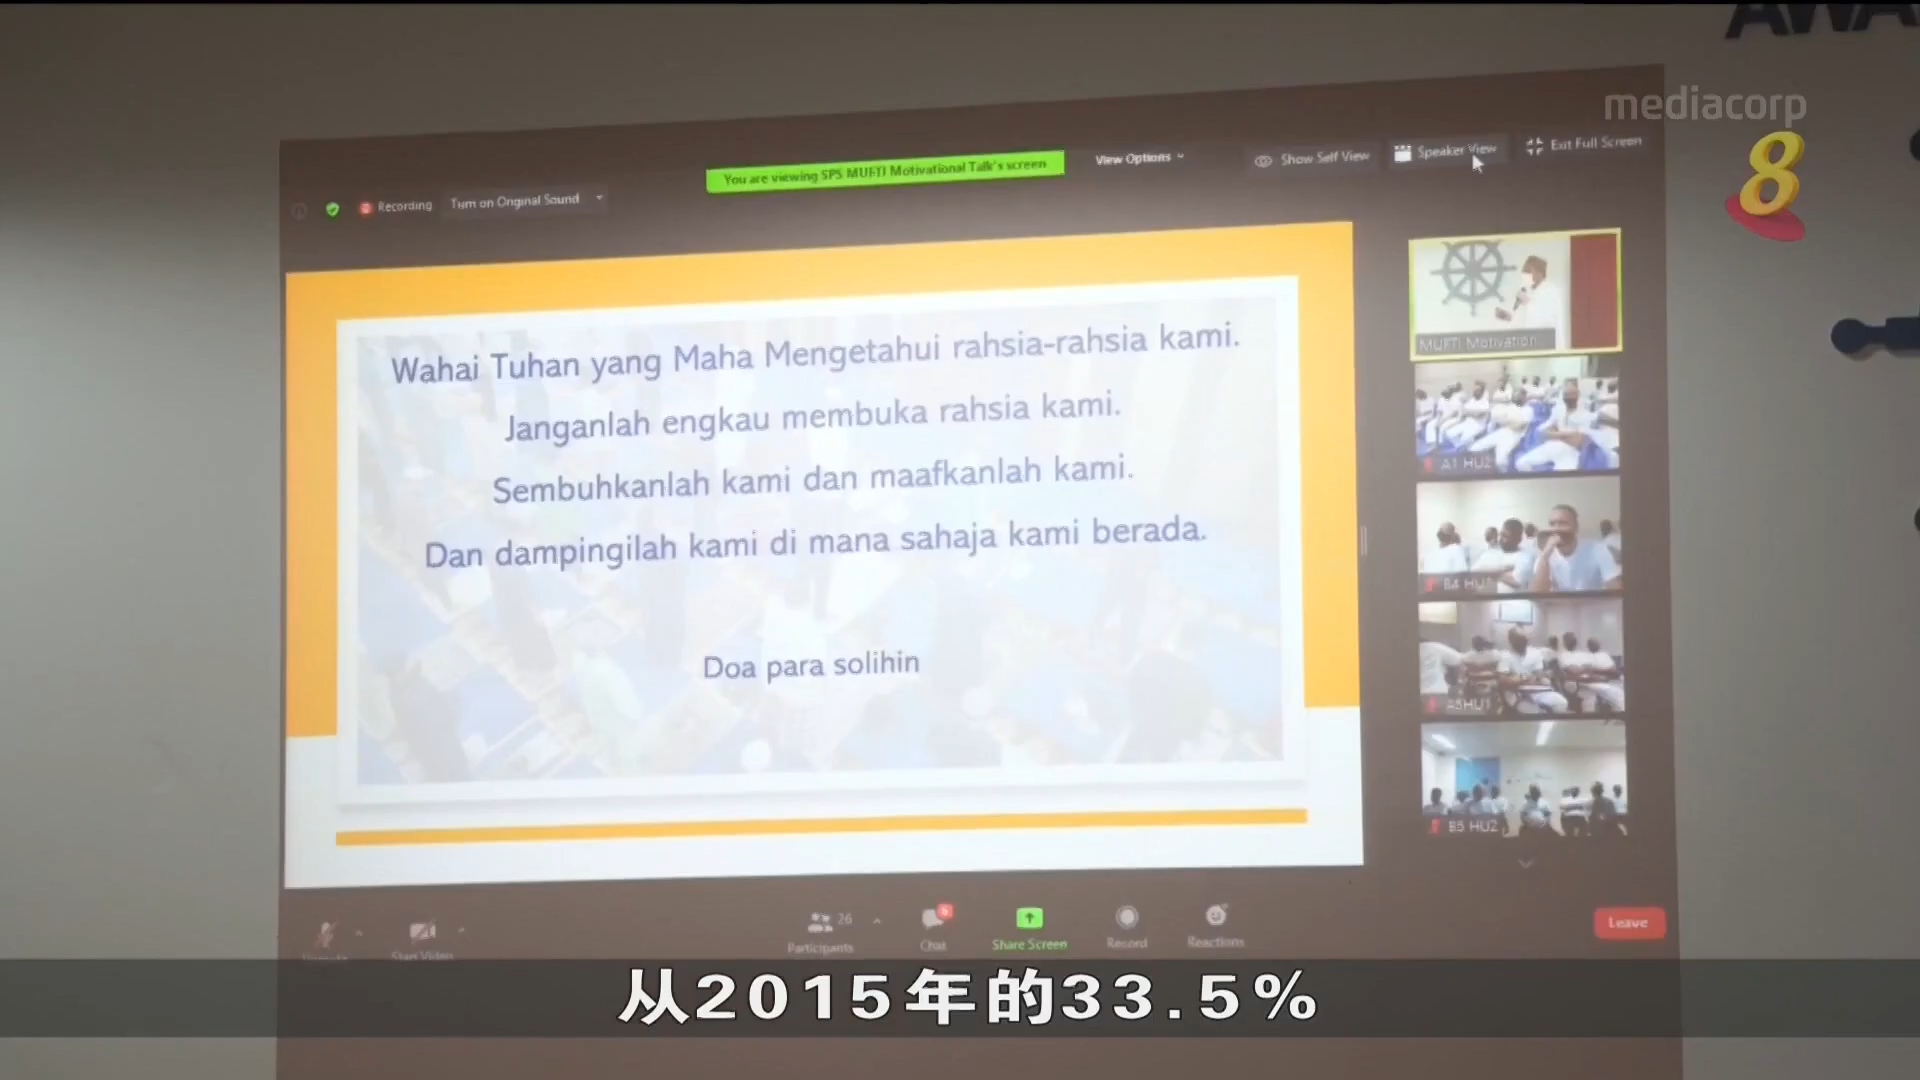 mediacorp
8
You are viewing SPS MUFTI Motivational Talk's screen
View Options
Show Self View
Speaker View
Exit Full Screen
Recording
Turn on Original Sound
Wahai Tuhan yang Maha Mengetahui rahsia-rahsia kami.
Janganlah engkau membuka rahsia kami.
Sembuhkanlah kami dan maafkanlah kami.
Dan dampingilah kami di mana sahaja kami berada.
Doa para solihin
MUFTI Motivation
A1 HU2
B4 HU1
A5HU1
B5 HU2
Start Video
26
Participants
Chat
Share Screen
Record
Reactions
Leave
从2015年的33.5%